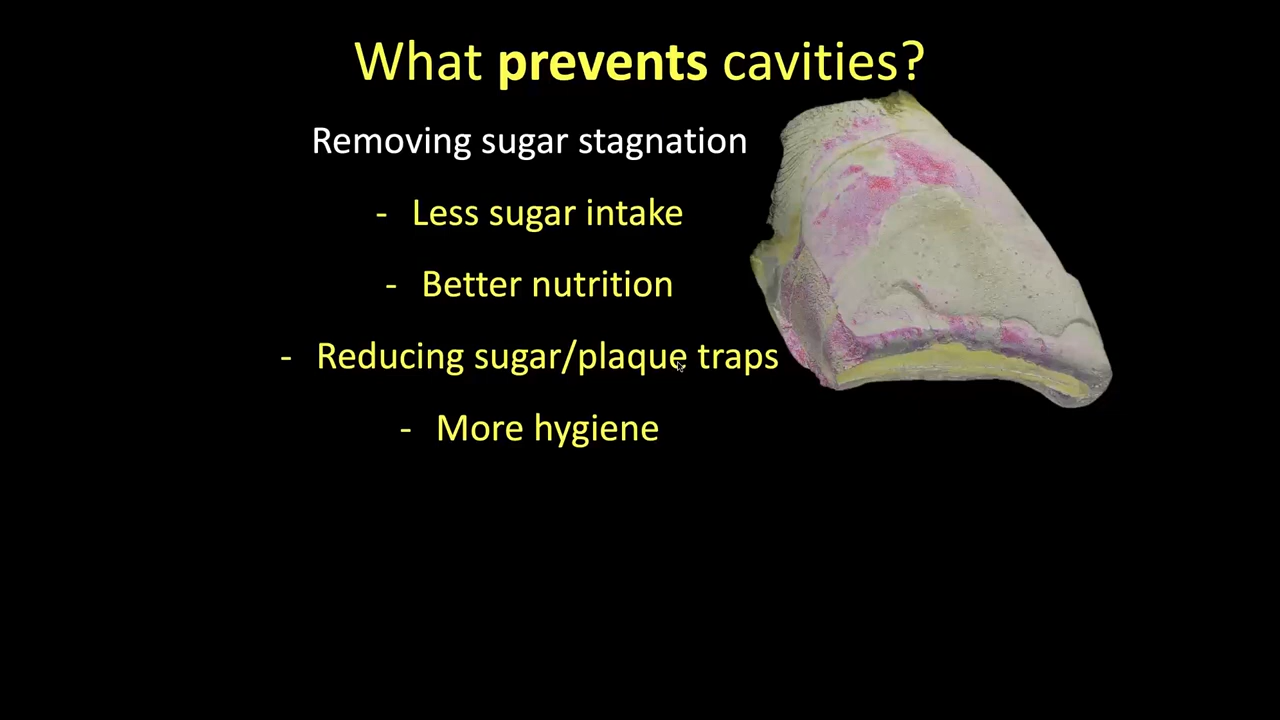 What prevents cavities?
Removing sugar stagnation
- Less sugar intake
- Better nutrition
- Reducing sugar/plaque traps
- More hygiene